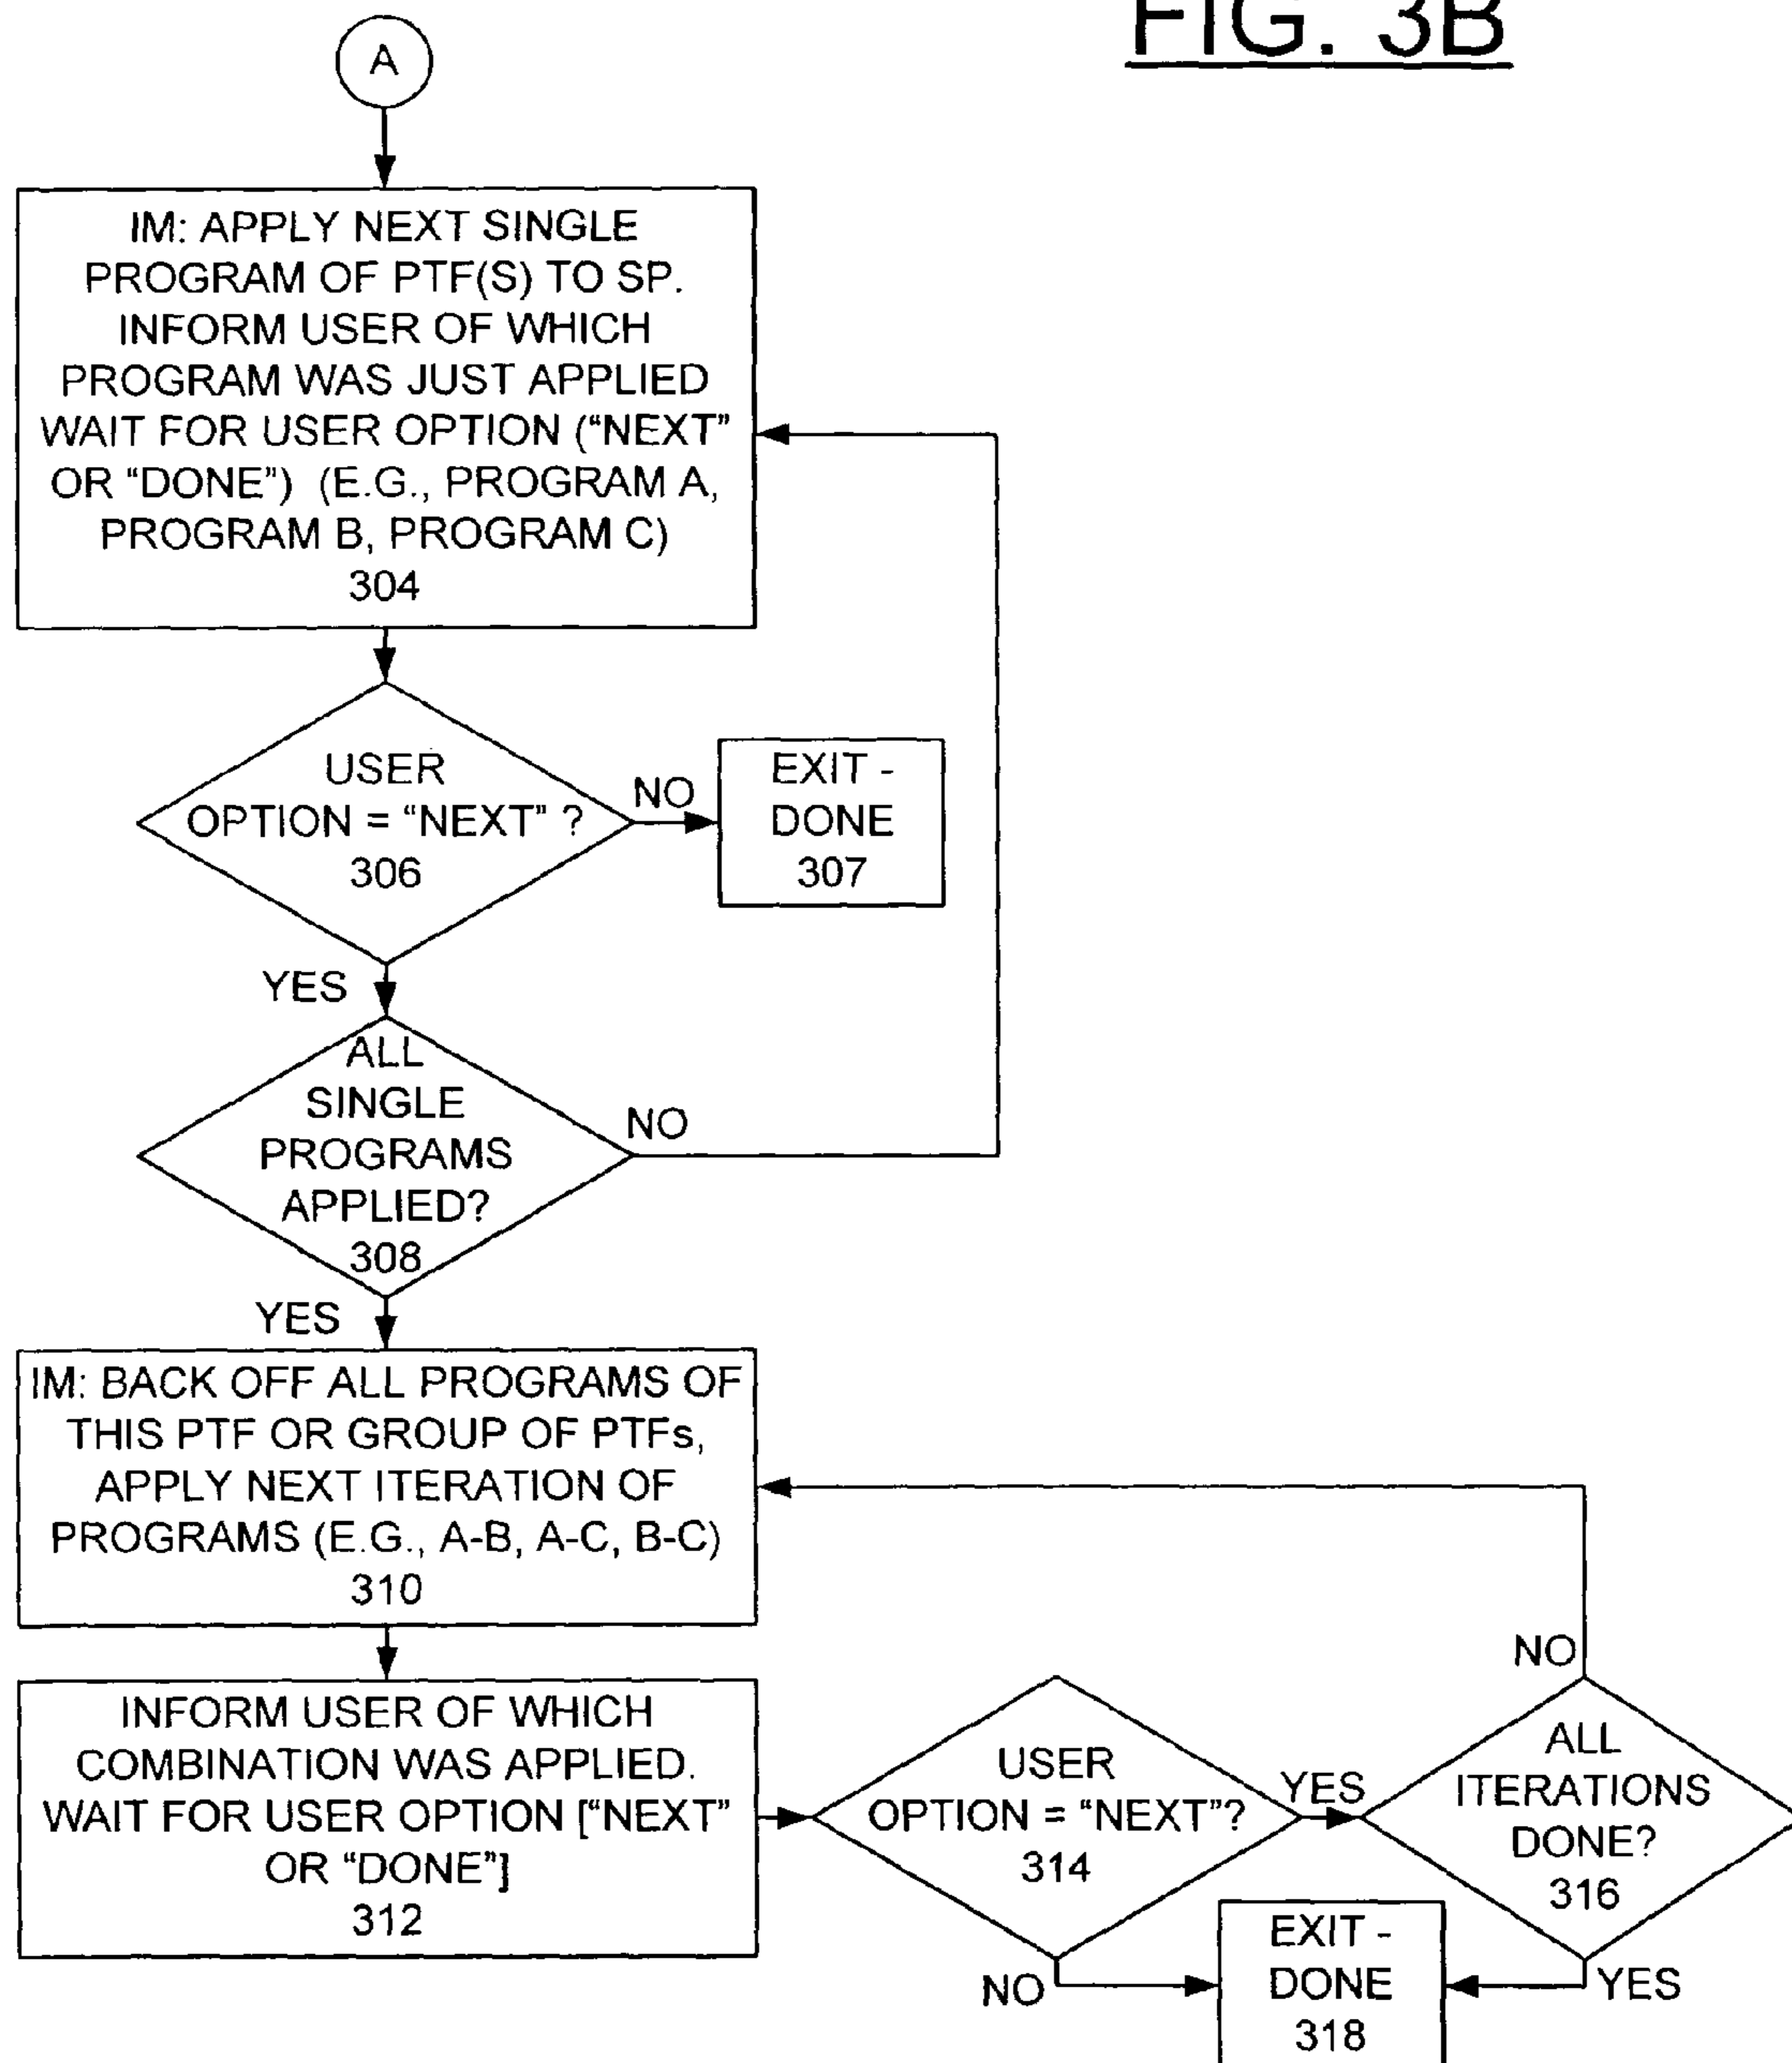 FIG. 3B
A
IM: APPLY NEXT SINGLE
PROGRAM OF PTF(S) TO SP.
INFORM USER OF WHICH
PROGRAM WAS JUST APPLIED
WAIT FOR USER OPTION (“NEXT”
OR “DONE”) (E.G., PROGRAM A,
PROGRAM B, PROGRAM C)
304
USER
OPTION = “NEXT” ?
306
NO
EXIT -
DONE
307
YES
ALL
SINGLE
PROGRAMS
APPLIED?
308
NO
YES
IM: BACK OFF ALL PROGRAMS OF
THIS PTF OR GROUP OF PTFs,
APPLY NEXT ITERATION OF
PROGRAMS (E.G., A-B, A-C, B-C)
310
INFORM USER OF WHICH
COMBINATION WAS APPLIED.
WAIT FOR USER OPTION [“NEXT”
OR “DONE”]
312
USER
OPTION = “NEXT”?
314
YES
NO
ALL
ITERATIONS
DONE?
316
NO
YES
EXIT -
DONE
318